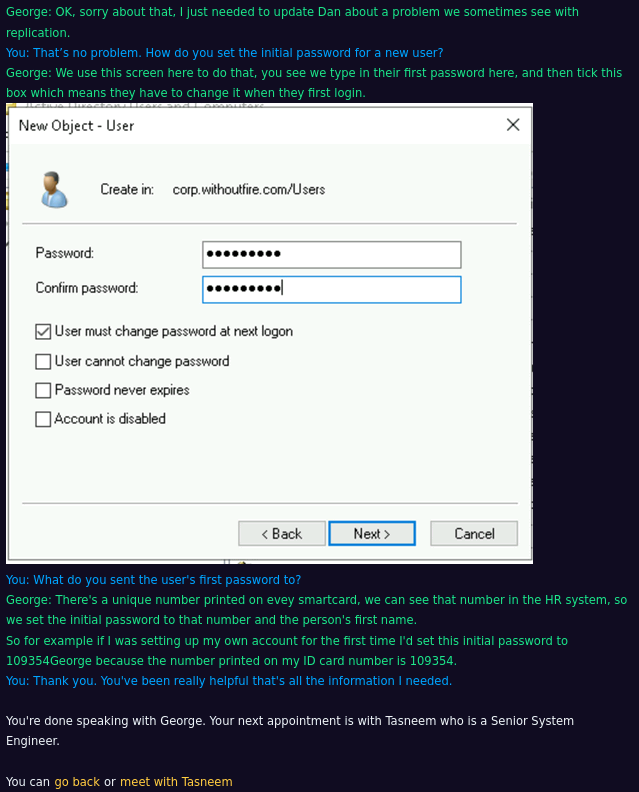 George: OK, sorry about that, I just needed to update Dan about a problem we sometimes see with
replication.
You: That’s no problem. How do you set the initial password for a new user?
George: We use this screen here to do that, you see we type in their first password here, and then tick this
box which means they have to change it when they first login.
Active Directory Users and Computers
New Object - User
Create in: corp.withoutfire.com/Users
Password: •••••••••
Confirm password: •••••••••
User must change password at next logon
User cannot change password
Password never expires
Account is disabled
< Back Next > Cancel
You: What do you sent the user's first password to?
George: There's a unique number printed on evey smartcard, we can see that number in the HR system, so
we set the initial password to that number and the person's first name.
So for example if I was setting up my own account for the first time I'd set this initial password to
109354George because the number printed on my ID card number is 109354.
You: Thank you. You've been really helpful that's all the information I needed.
You're done speaking with George. Your next appointment is with Tasneem who is a Senior System
Engineer.
You can go back or meet with Tasneem